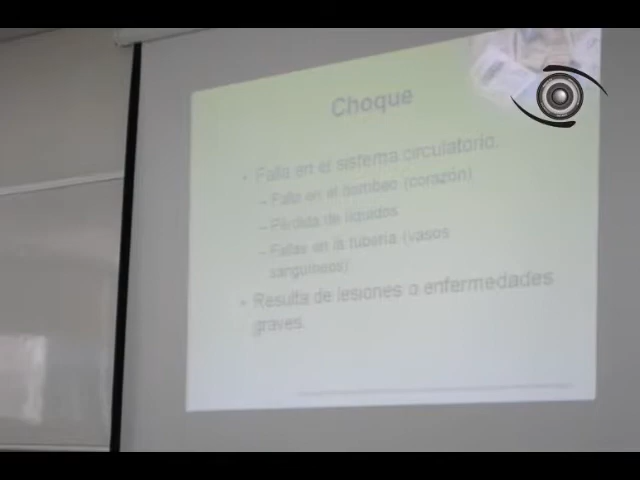 Choque
• Falla en el sistema circulatorio.
– Falla en el bombeo (corazón)
– Pérdida de líquidos
– Fallas en la tubería (vasos
sanguíneos)
• Resulta de lesiones o enfermedades
graves.